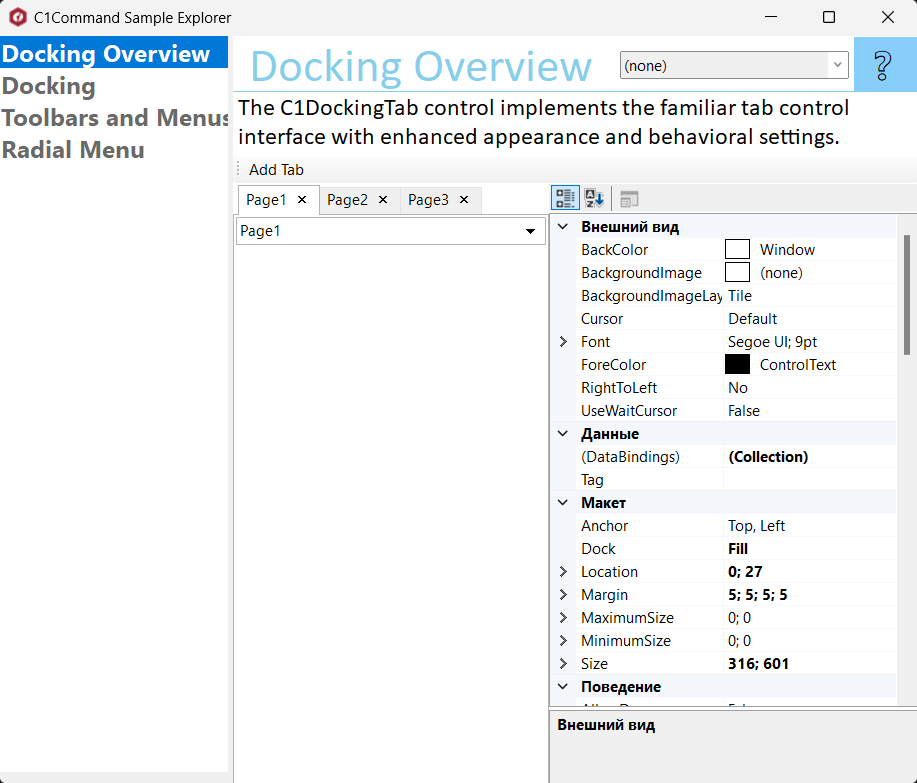 C1Command Sample Explorer
Docking Overview
Docking
Toolbars and Menus
Radial Menu
Docking Overview
(none)
?
The C1DockingTab control implements the familiar tab control
interface with enhanced appearance and behavioral settings.
Add Tab
Page1
Page2
Page3
Page1
Внешний вид
BackColor Window
BackgroundImage (none)
BackgroundImageLay Tile
Cursor Default
Font Segoe UI; 9pt
ForeColor ControlText
RightToLeft No
UseWaitCursor False
Данные
(DataBindings) (Collection)
Tag
Макет
Anchor Top, Left
Dock Fill
Location 0; 27
Margin 5; 5; 5; 5
MaximumSize 0; 0
MinimumSize 0; 0
Size 316; 601
Поведение
Внешний вид